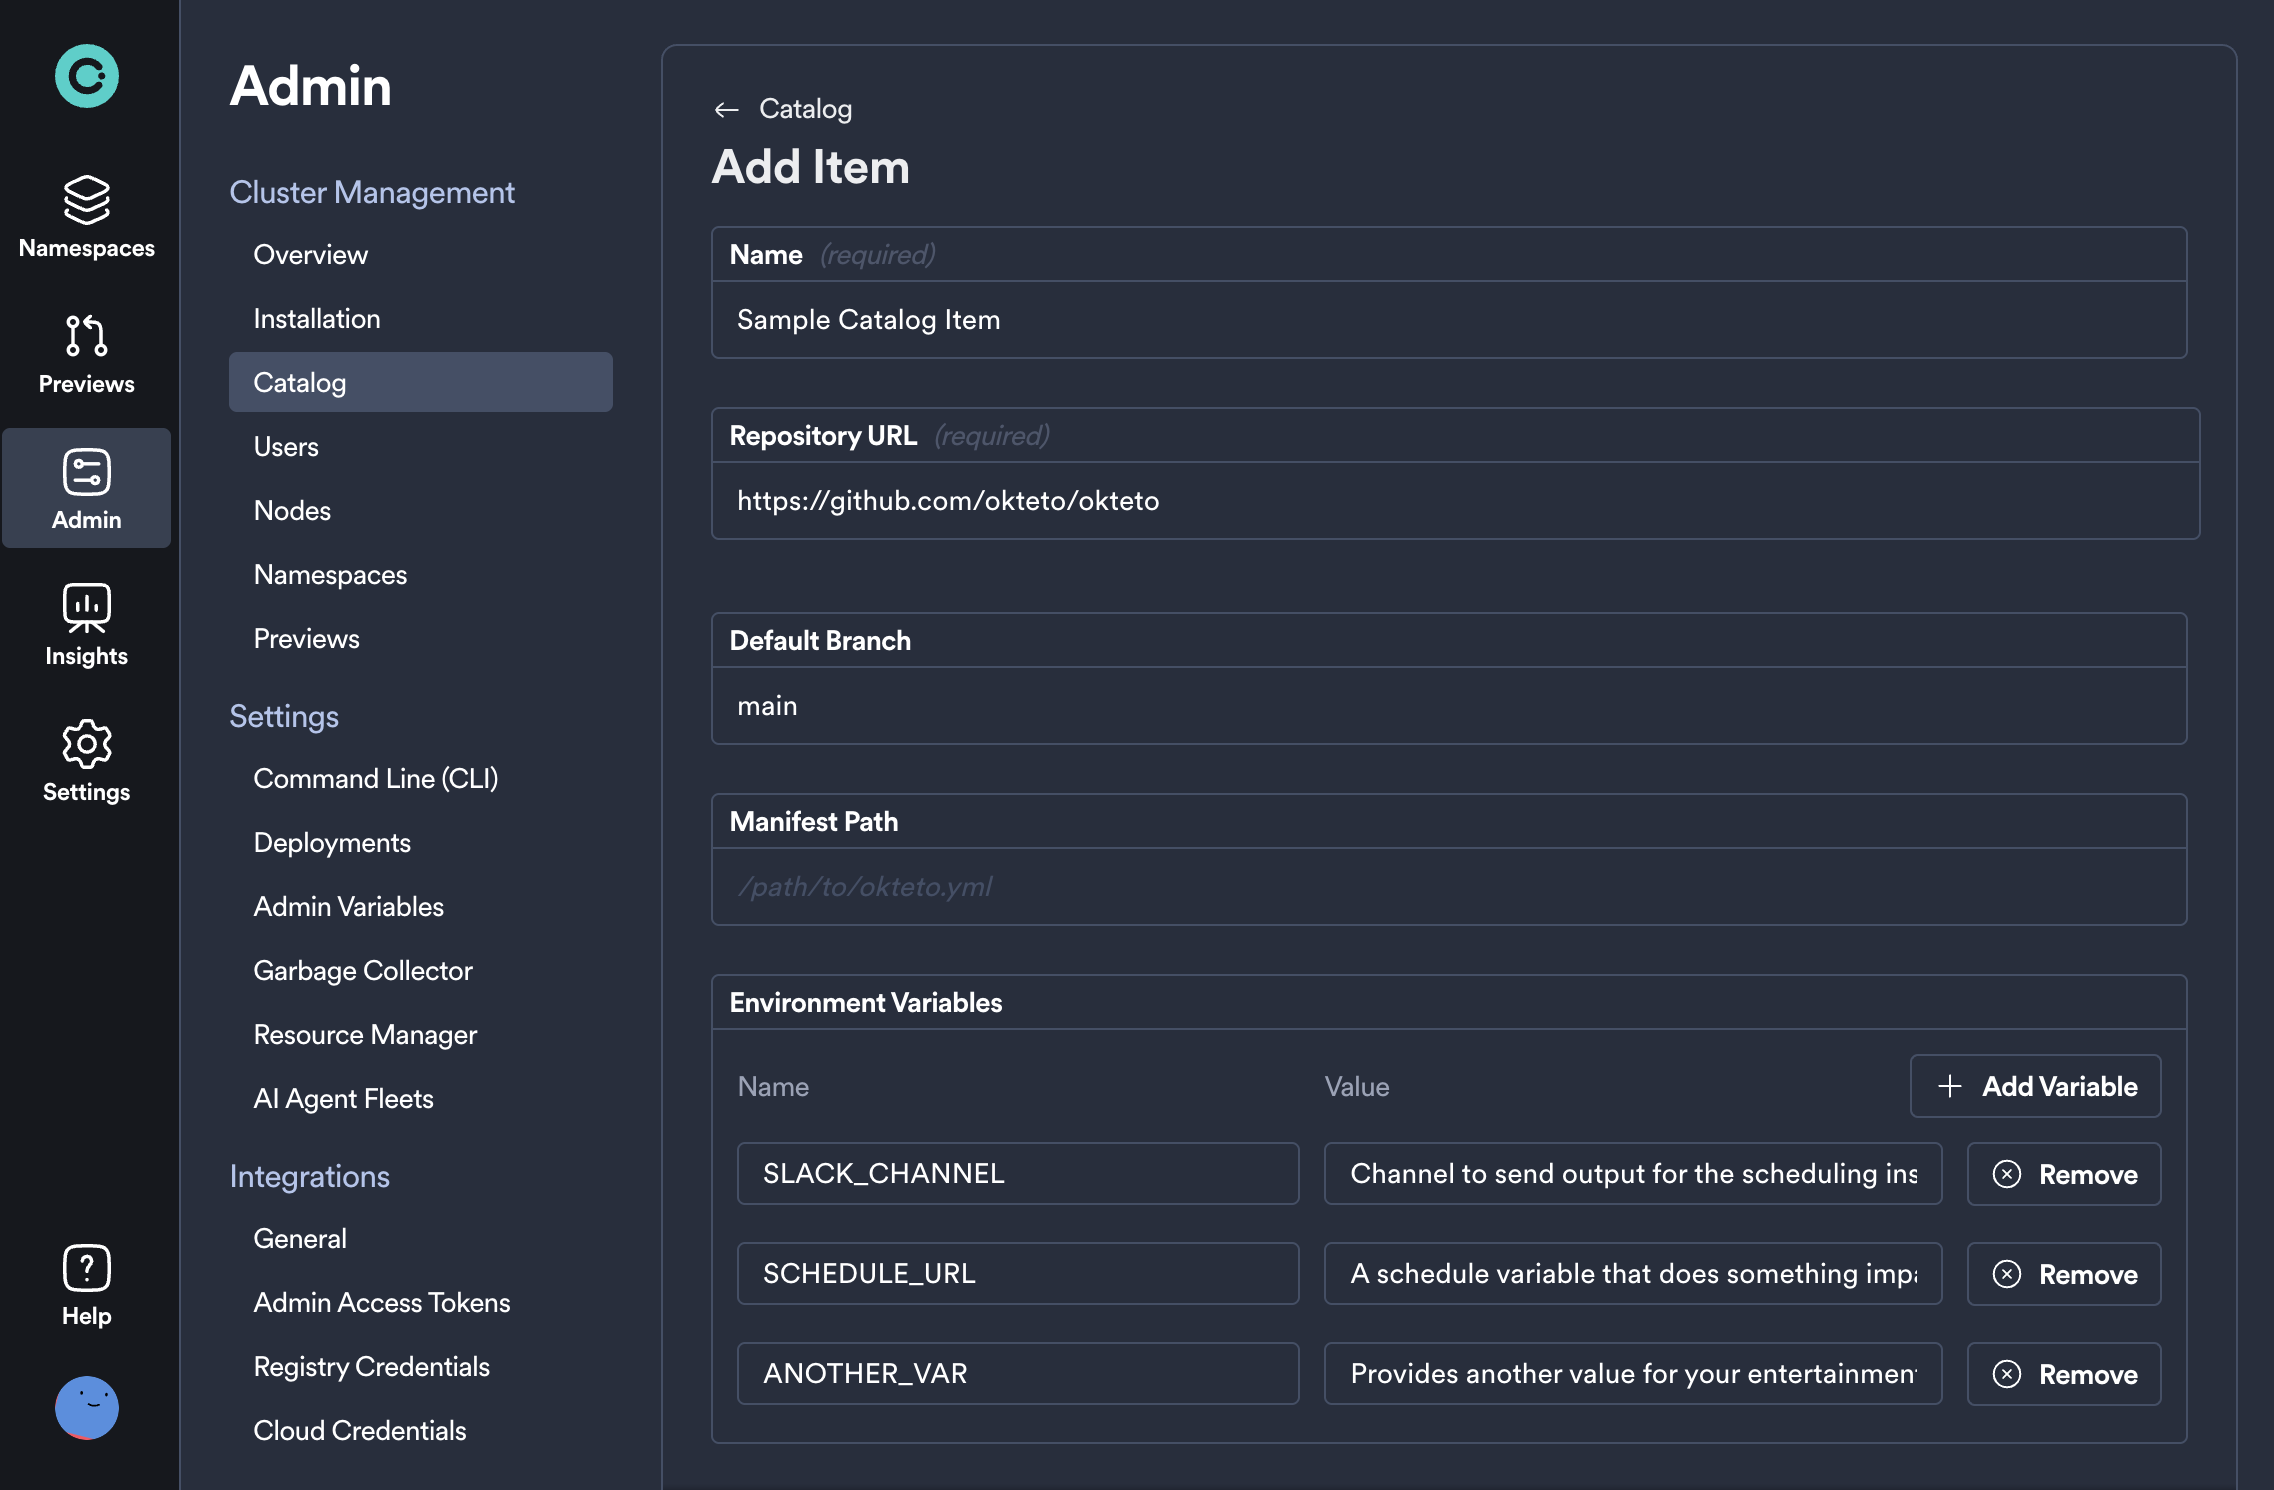 Namespaces
Previews
Admin
Insights
Settings
Help
Admin
Cluster Management
Overview
Installation
Catalog
Users
Nodes
Namespaces
Previews
Settings
Command Line (CLI)
Deployments
Admin Variables
Garbage Collector
Resource Manager
AI Agent Fleets
Integrations
General
Admin Access Tokens
Registry Credentials
Cloud Credentials
← Catalog
Add Item
Name (required)
Sample Catalog Item
Repository URL (required)
https://github.com/okteto/okteto
Default Branch
main
Manifest Path
/path/to/okteto.yml
Environment Variables
Name Value + Add Variable
SLACK_CHANNEL Channel to send output for the scheduling ins Remove
SCHEDULE_URL A schedule variable that does something impa Remove
ANOTHER_VAR Provides another value for your entertainmen Remove